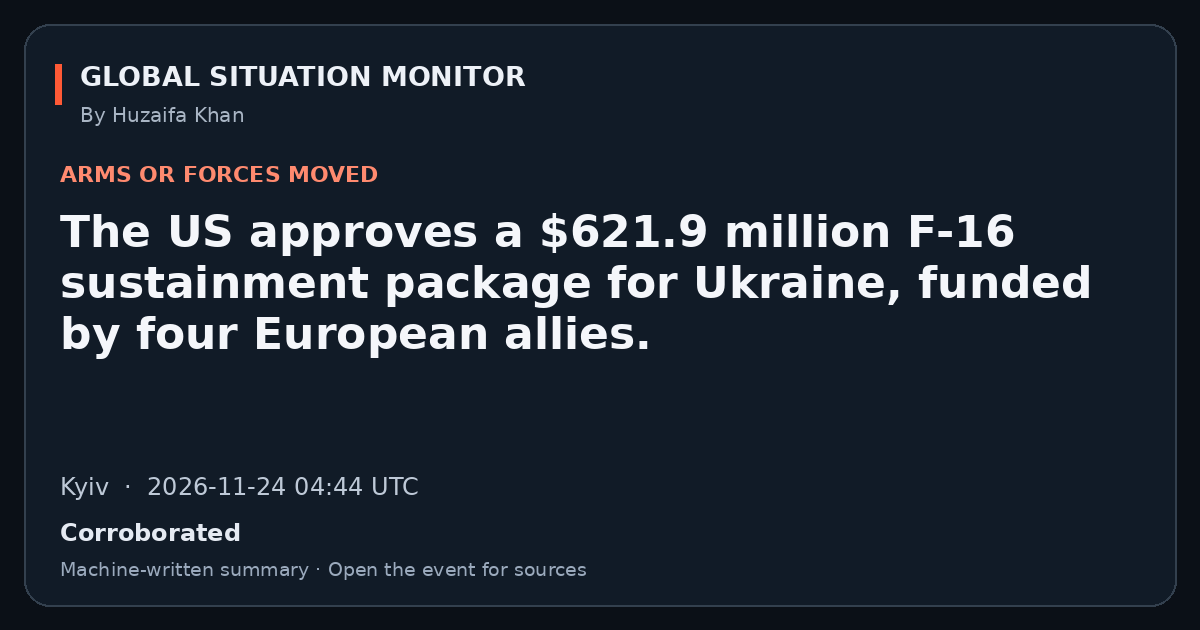 GLOBAL SITUATION MONITOR
By Huzaifa Khan
ARMS OR FORCES MOVED
The US approves a $621.9 million F-16
sustainment package for Ukraine, funded
by four European allies.
Kyiv · 2026-11-24 04:44 UTC
Corroborated
Machine-written summary · Open the event for sources